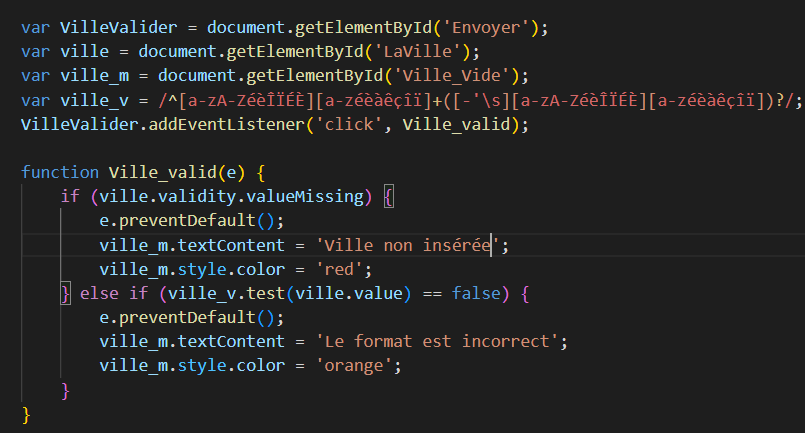 var VilleValider = document.getElementById('Envoyer');
var ville = document.getElementById('LaVille');
var ville_m = document.getElementById('Ville_Vide');
var ville_v = /^[a-zA-ZéèÎÏÉÈ][a-zéèàêçîï]+([-'\s][a-zA-ZéèÎÏÉÈ][a-zéèàêçîï])?/;
VilleValider.addEventListener('click', Ville_valid);
function Ville_valid(e) {
if (ville.validity.valueMissing) {
e.preventDefault();
ville_m.textContent = 'Ville non insérée';
ville_m.style.color = 'red';
} else if (ville_v.test(ville.value) == false) {
e.preventDefault();
ville_m.textContent = 'Le format est incorrect';
ville_m.style.color = 'orange';
}
}